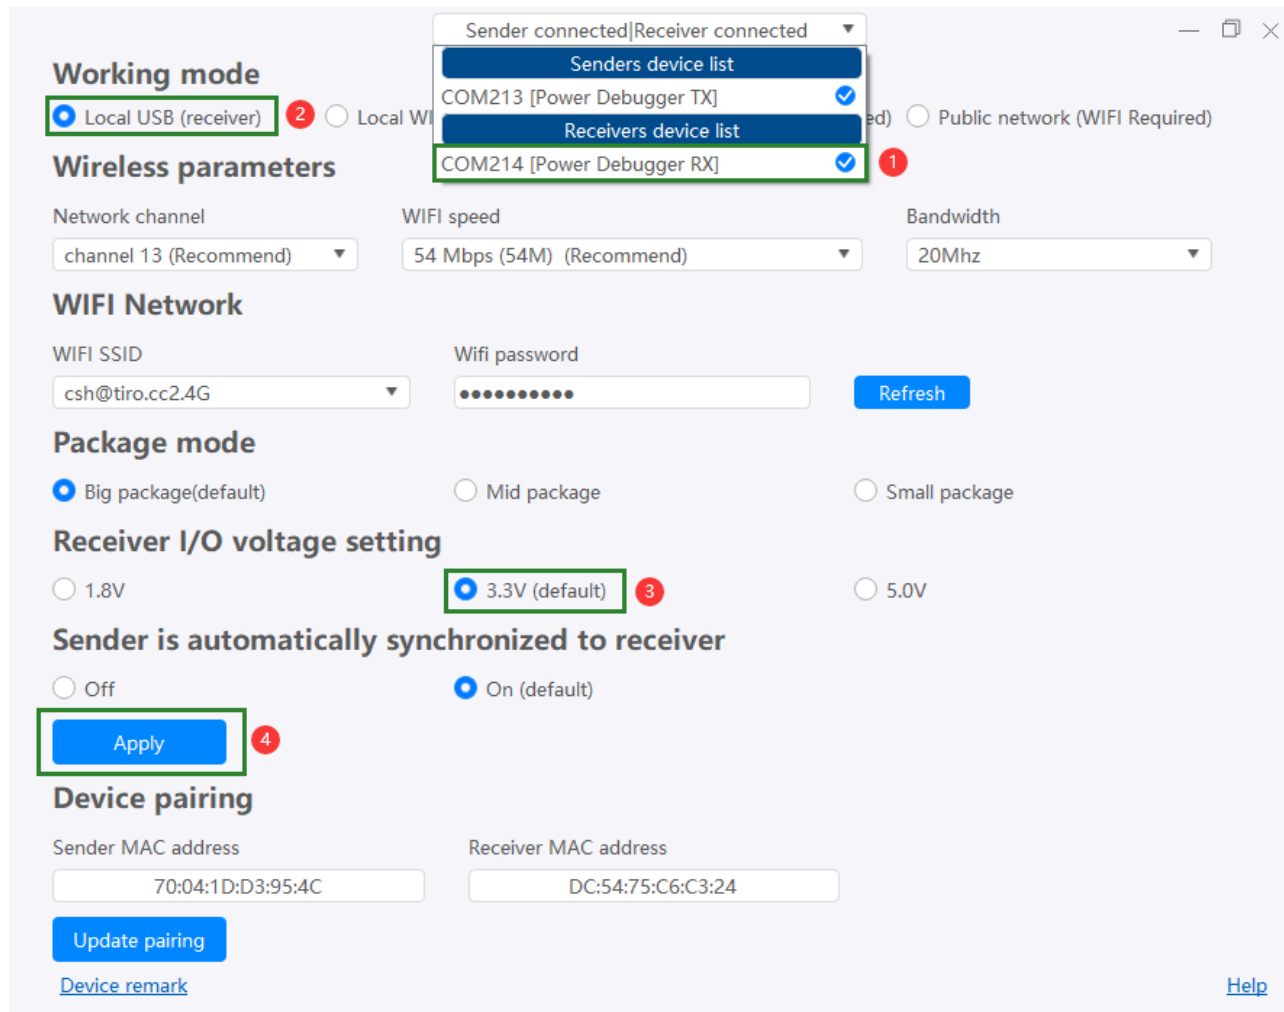 Sender connected|Receiver connected
Senders device list
COM213 [Power Debugger TX]
Receivers device list
COM214 [Power Debugger RX]
1
Working mode
Local USB (receiver)
2
Local
Public network (WIFI Required)
Wireless parameters
Network channel
WIFI speed
Bandwidth
channel 13 (Recommend)
54 Mbps (54M) (Recommend)
20Mhz
WIFI Network
WIFI SSID
Wifi password
csh@tiro.cc2.4G
Refresh
Package mode
Big package(default)
Mid package
Small package
Receiver I/O voltage setting
1.8V
3.3V (default)
3
5.0V
Sender is automatically synchronized to receiver
Off
On (default)
Apply
4
Device pairing
Sender MAC address
Receiver MAC address
70:04:1D:D3:95:4C
DC:54:75:C6:C3:24
Update pairing
Device remark
Help